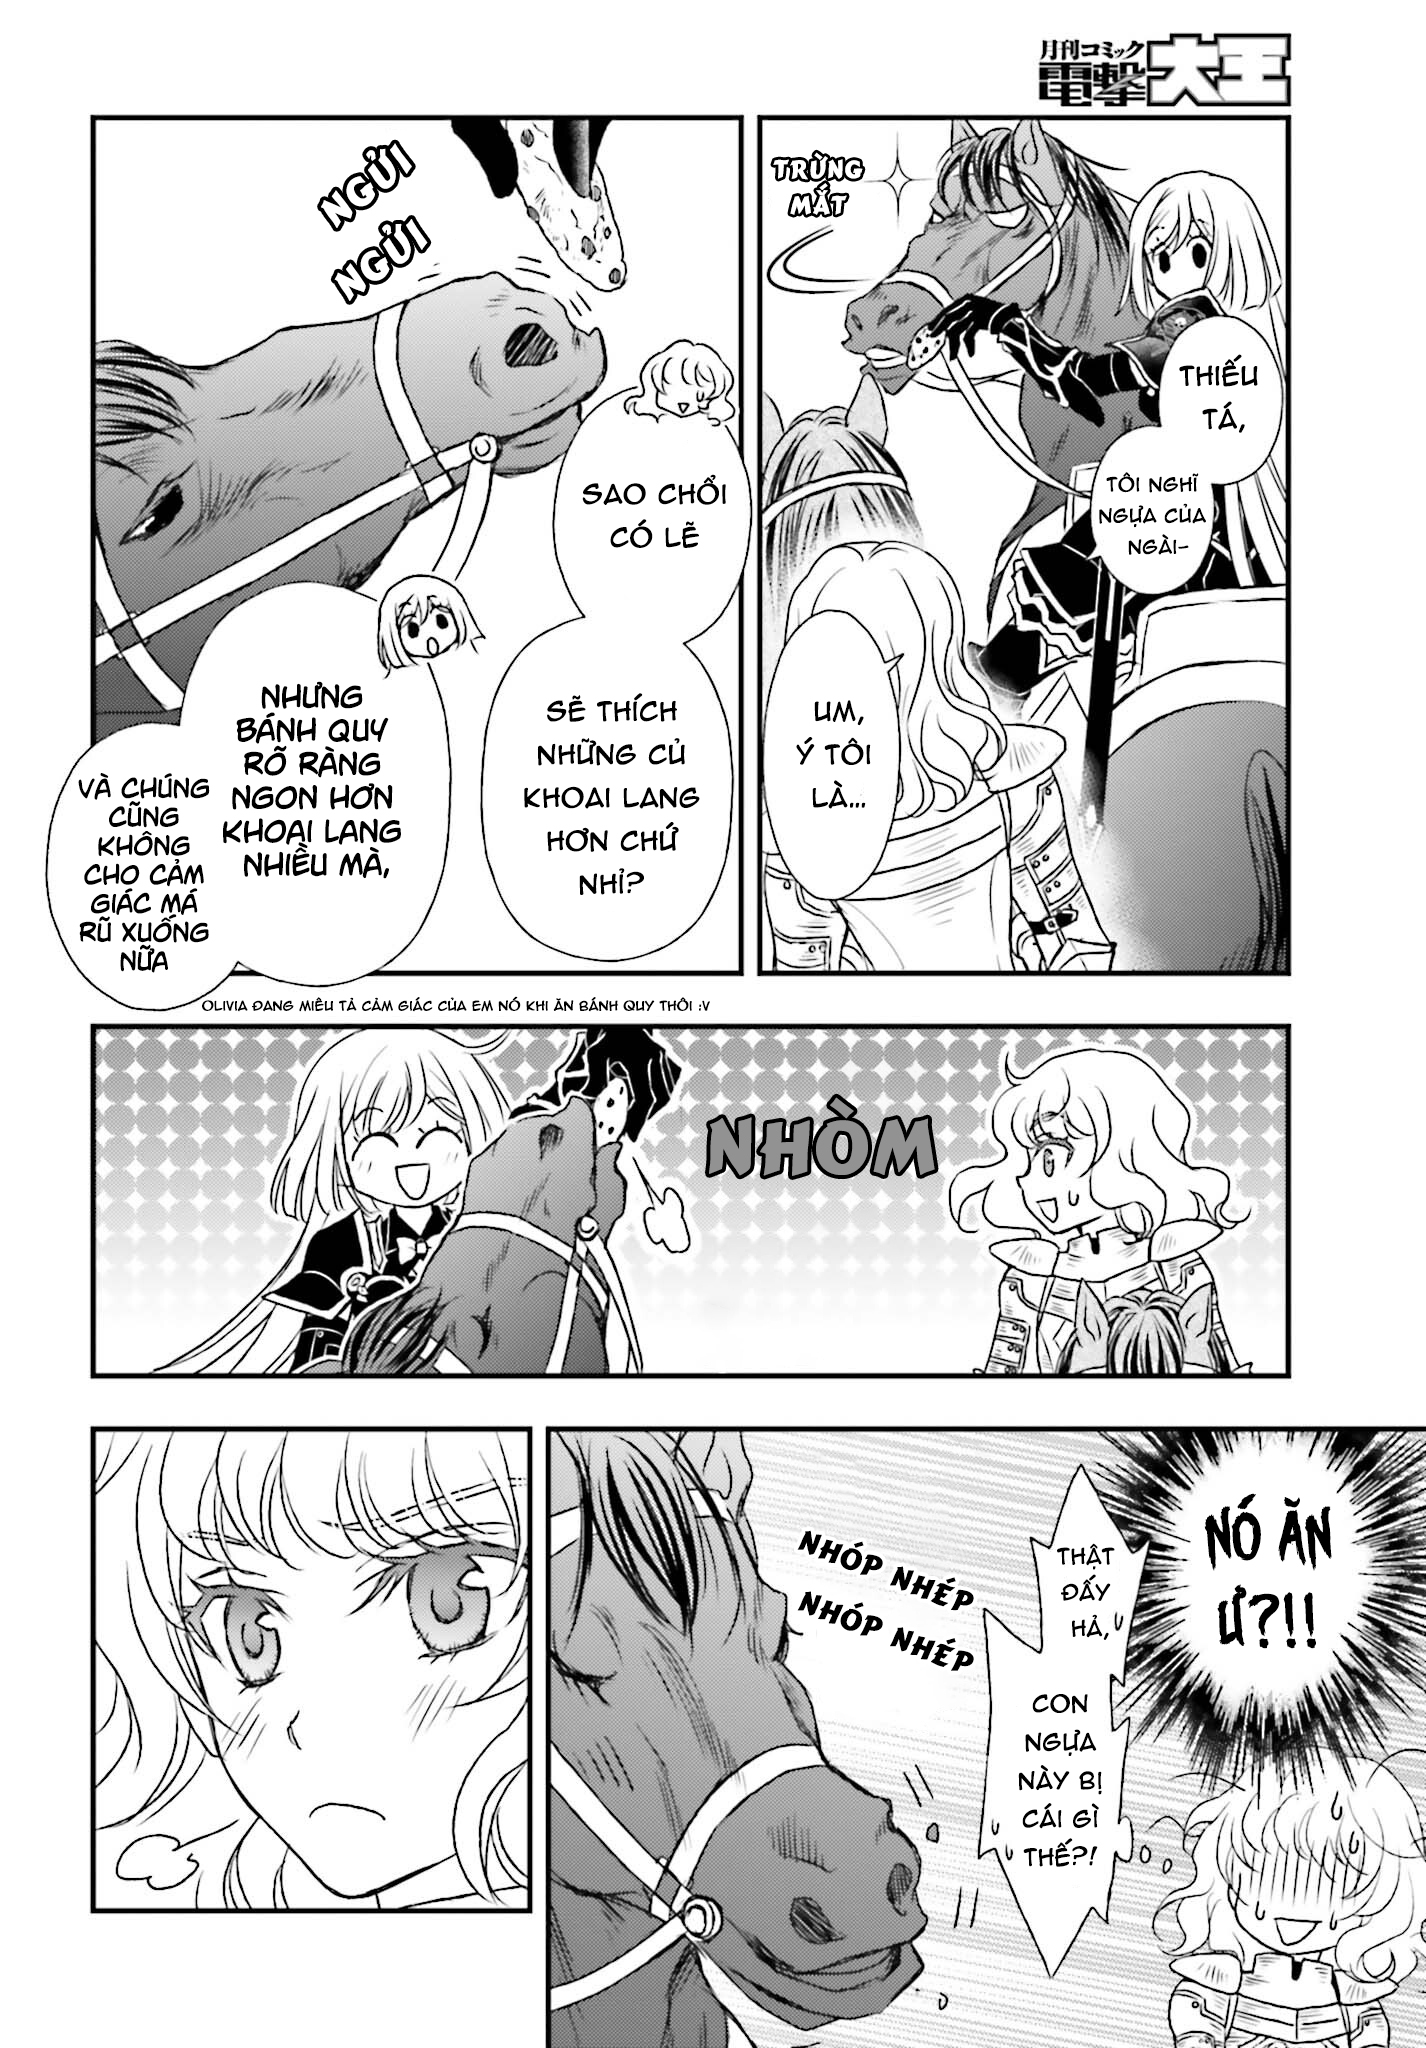 月刊コミック
電撃大王
TRỪNG
MẮT
THIẾU
TÁ,
TÔI NGHĨ
NGỰA CỦA
NGÀI-
UM,
Ý TÔI
LÀ...
NGỬI
NGỬI
SAO CHỔI
CÓ LẼ
SẼ THÍCH
NHỮNG CỦ
KHOAI LANG
HƠN CHỨ
NHỈ?
NHƯNG
BÁNH QUY
RÕ RÀNG
NGON HƠN
KHOAI LANG
NHIỀU MÀ,
VÀ CHÚNG
CŨNG
KHÔNG
CHO CẢM
GIÁC MÁ
RŨ XUỐNG
NỮA
OLIVIA ĐANG MIÊU TẢ CẢM GIÁC CỦA EM NÓ KHI ĂN BÁNH QUY THÔI :V
NHÒM
NÓ ĂN
Ư?!!
THẬT
ĐẤY
HẢ,
CON
NGỰA
NÀY BỊ
CÁI GÌ
THẾ?!
NHÓP NHÉP
NHÓP NHÉP